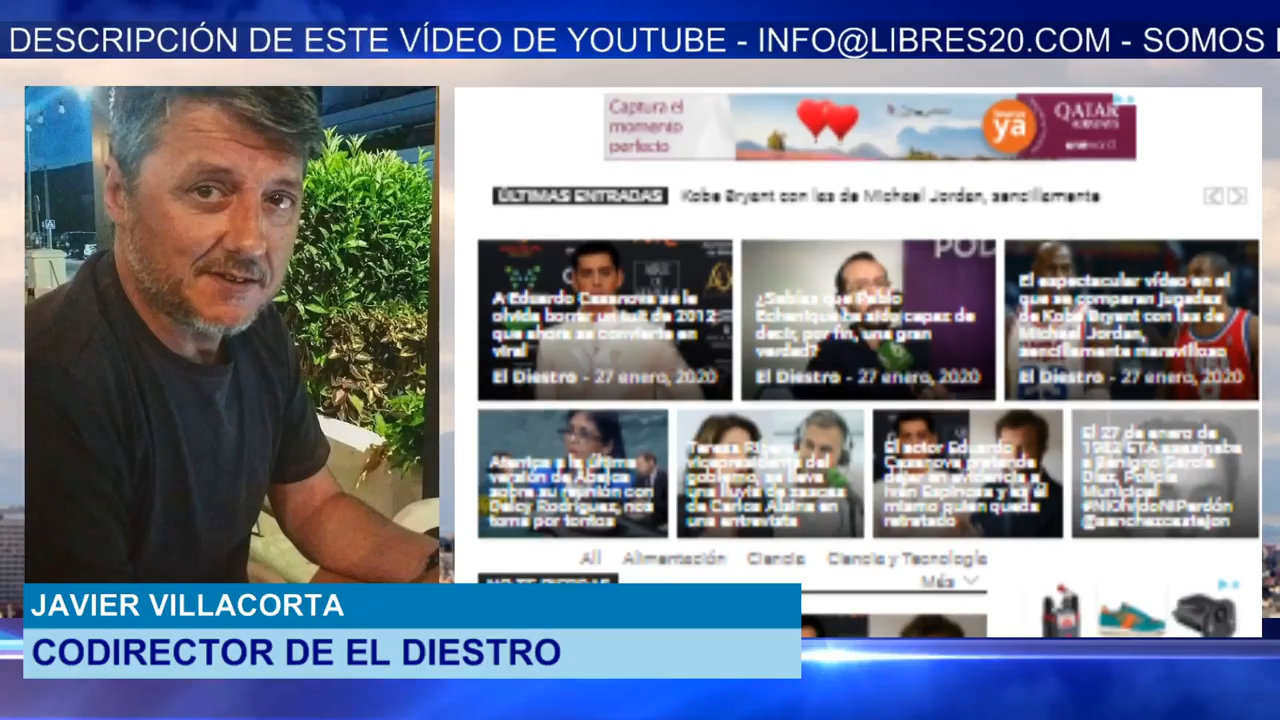 DESCRIPCIÓN DE ESTE VÍDEO DE YOUTUBE - INFO@LIBRES20.COM - SOMOS
Captura el
momento
perfecto
ya
QATAR
AIRWAYS
oneworld
ÚLTIMAS ENTRADAS
Kobe Bryant con las de Michael Jordan, sencillamente
A Eduardo Casanova se le
olvida borrar un tuit de 2012
que ahora se convierte en
viral
El Diestro - 27 enero, 2020
POD
¿Sabías que Pablo
Echenique ha sido capaz de
decir, por fin, una gran
verdad?
El Diestro - 27 enero, 2020
El espectacular vídeo en el
que se comparan jugadas
de Kobe Bryant con las de
Michael Jordan,
sencillamente maravilloso
El Diestro - 27 enero, 2020
Atentos a la última
versión de Ábalos
sobre su reunión con
Delcy Rodríguez, nos
toma por tontos
Teresa Ribera,
vicepresidenta del
gobierno, se lleva
una lluvia de zascas
de Carlos Alsina en
una entrevista
El actor Eduardo
Casanova pretende
dejar en evidencia a
Iván Espinosa y es él
mismo quien queda
retratado
El 27 de enero de
1982 ETA asesinaba
a Benigno García
Díaz, Policía
Municipal
#NiOlvidoNiPerdón
@sanchezcastejon
All Alimentación Ciencia Ciencia y Tecnología
Más
NO TE PIERDAS
JAVIER VILLACORTA
CODIRECTOR DE EL DIESTRO